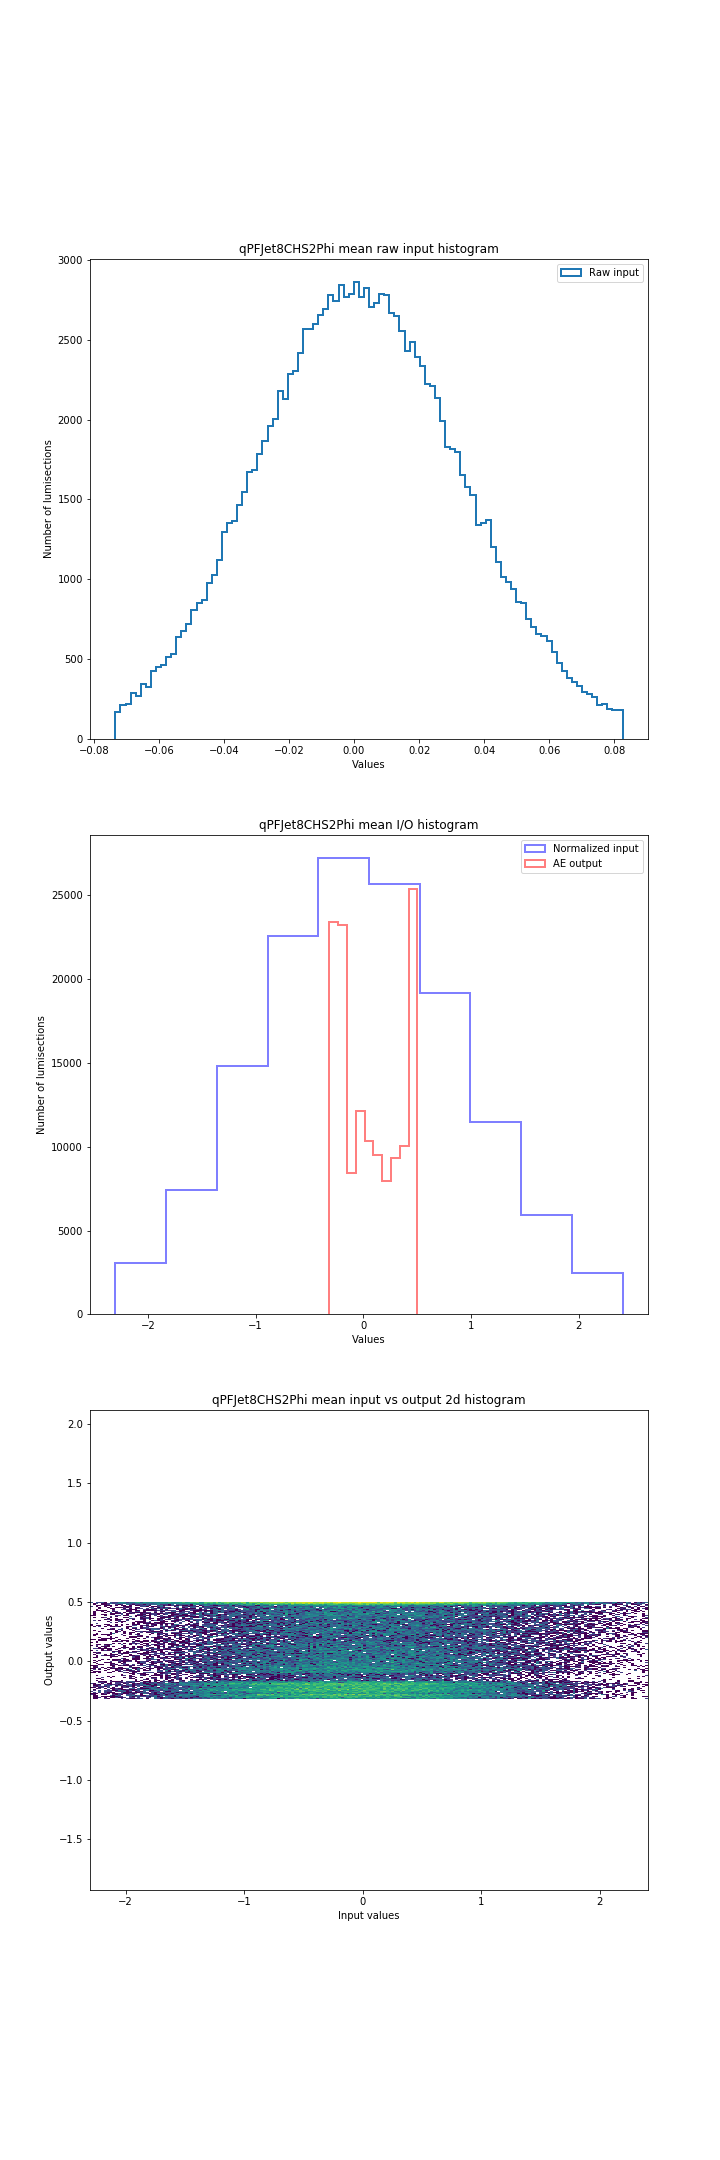 qPFJet8CHS2Phi mean raw input histogram
Raw input
3000
2500
2000
1500
1000
500
0
Number of lumisections
−0.08 −0.06 −0.04 −0.02 0.00 0.02 0.04 0.06 0.08
Values
qPFJet8CHS2Phi mean I/O histogram
Normalized input
AE output
25000
20000
15000
10000
5000
0
Number of lumisections
−2 −1 0 1 2
Values
qPFJet8CHS2Phi mean input vs output 2d histogram
2.0
1.5
1.0
0.5
0.0
−0.5
−1.0
−1.5
Output values
−2 −1 0 1 2
Input values